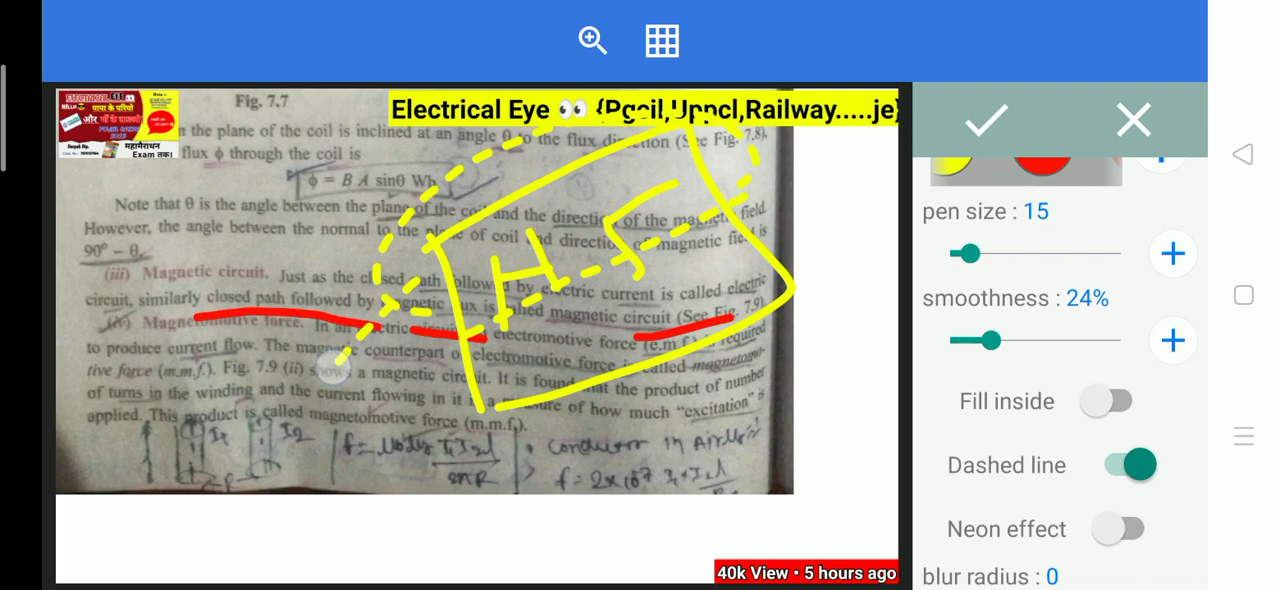 Fig. 7.7
Electrical Eye 👀 {Pgcil,Uppcl,Railway.....je}
HELLO पापा के परियो
और
महामैराथन
Exam तक।
n the plane of the coil is inclined at an angle θ to the flux direction (See Fig. 7.8),
flux ϕ through the coil is
ϕ = B A sinθ Wb
Note that θ is the angle between the plane of the coil and the direction of the magnetic field.
However, the angle between the normal to the plane of coil and direction of magnetic field is
90° – θ.
(iii) Magnetic circuit. Just as the closed path followed by electric current is called electric
circuit, similarly closed path followed by magnetic flux is called magnetic circuit (See Fig. 7.9)
(iv) Magnetomotive force. In an electric circuit electromotive force (e.m.f.) is required
to produce current flow. The magnetic counterpart of electromotive force is called magnetomo-
tive force (m.m.f.). Fig. 7.9 (ii) shows a magnetic circuit. It is found that the product of number
of turns in the winding and the current flowing in it is a measure of how much “excitation” is
applied. This product is called magnetomotive force (m.m.f.).
H.F
I1 I2
conductor in Air
40k View • 5 hours ago
pen size : 15
smoothness : 24%
Fill inside
Dashed line
Neon effect
blur radius : 0